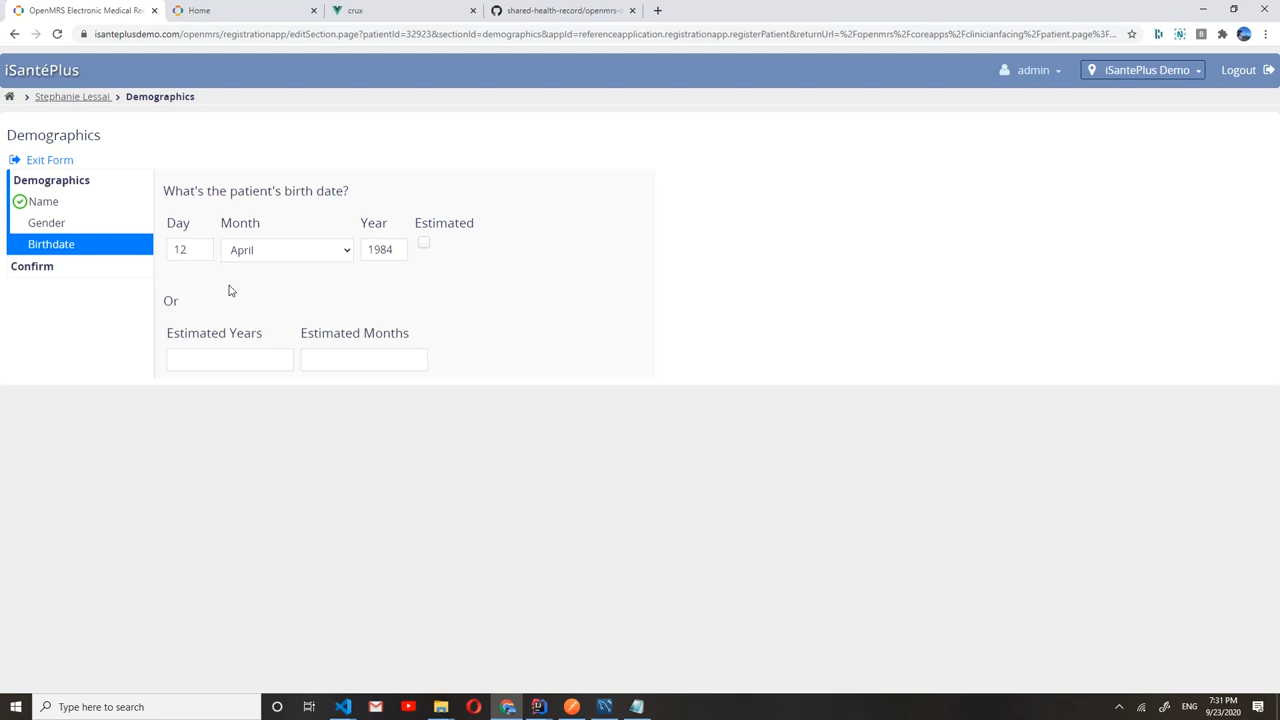 OpenMRS Electronic Medical Rec
Home
crux
shared-health-record/openmrs-s
isanteplusdemo.com/openmrs/registrationapp/editSection.page?patientId=32923&sectionId=demographics&appId=referenceapplication.registrationapp.registerPatient&returnUrl=%2Fopenmrs%2Fcoreapps%2Fclinicianfacing%2Fpatient.page%3F...
iSantéPlus
admin
iSantePlus Demo
Logout
Stephanie Lessai
Demographics
Demographics
Exit Form
Demographics
Name
Gender
Birthdate
Confirm
What's the patient's birth date?
Day Month Year Estimated
12 April 1984
Or
Estimated Years Estimated Months
Type here to search
ENG
7:31 PM
9/23/2020